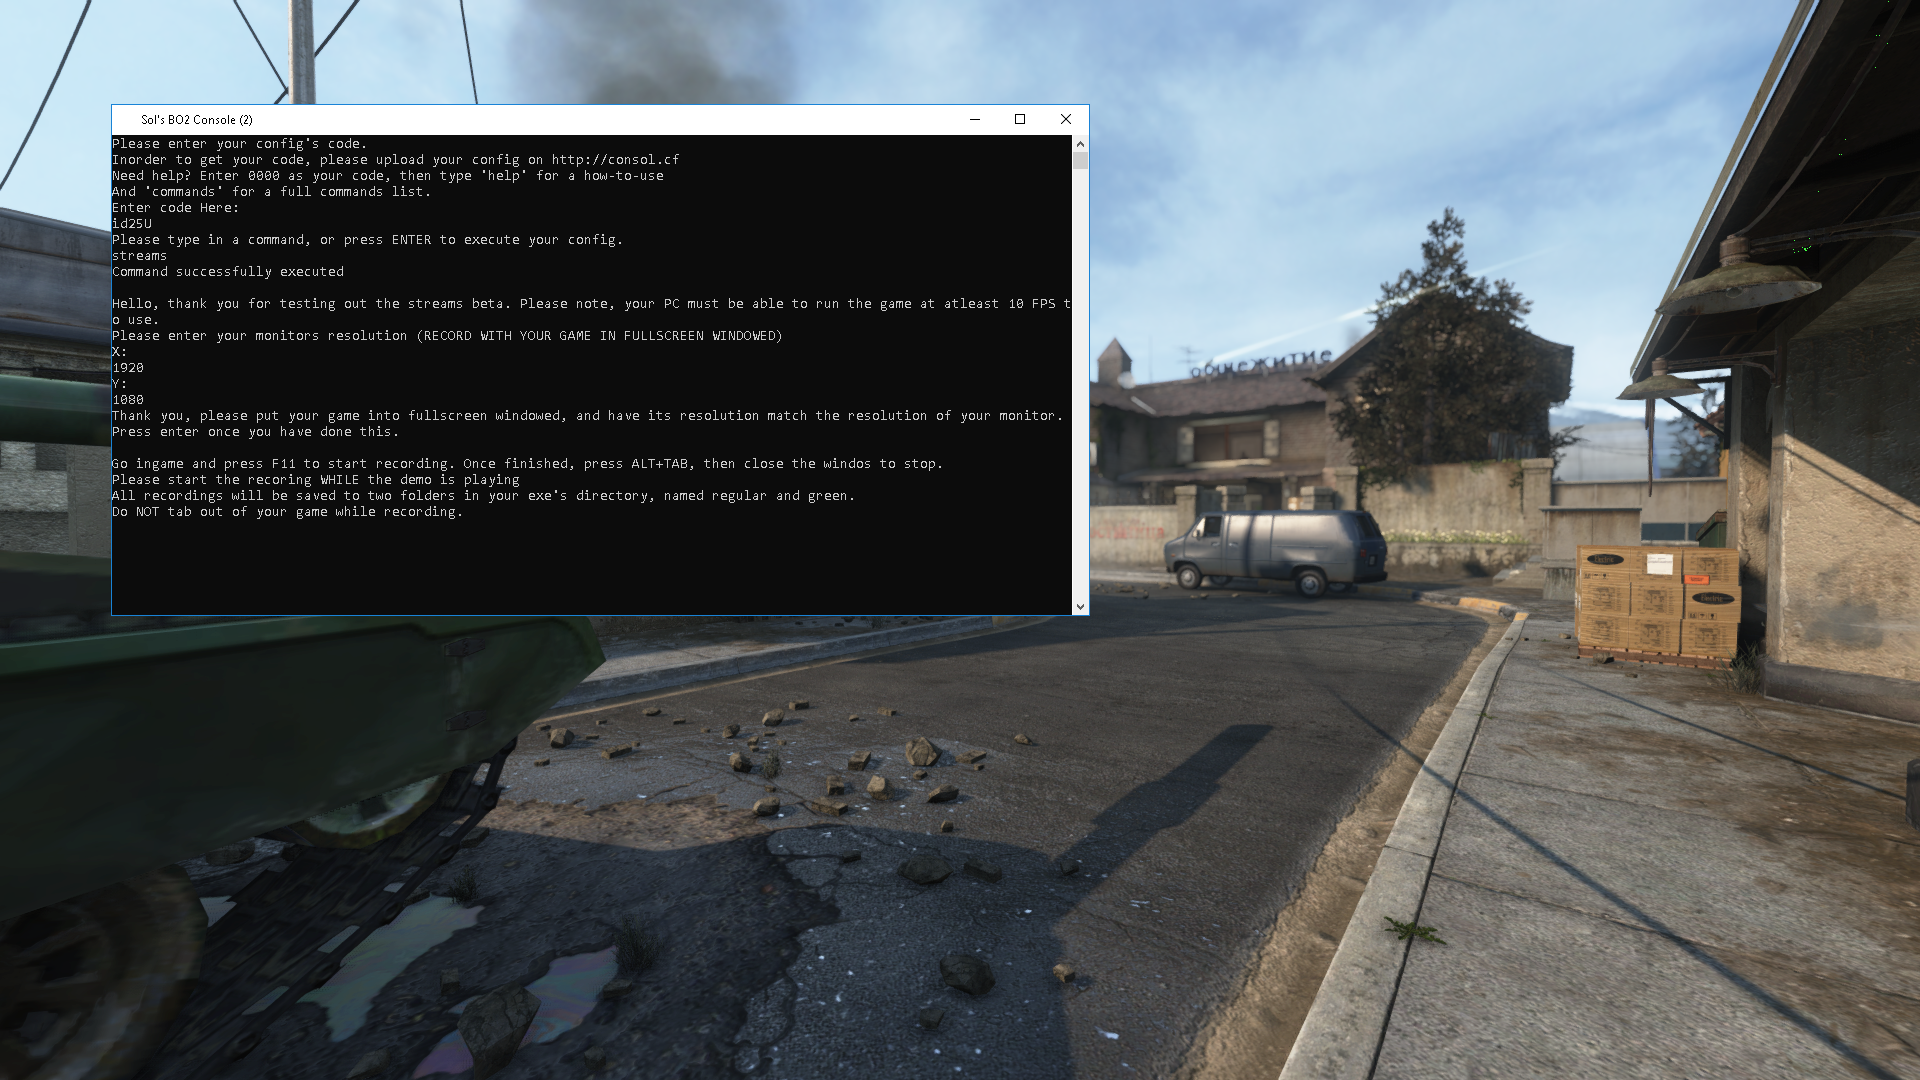 Sol's BO2 Console (2)
Please enter your config's code.
Inorder to get your code, please upload your config on http://consol.cf
Need help? Enter 0000 as your code, then type 'help' for a how-to-use
And 'commands' for a full commands list.
Enter code Here:
id25U
Please type in a command, or press ENTER to execute your config.
streams
Command successfully executed
Hello, thank you for testing out the streams beta. Please note, your PC must be able to run the game at atleast 10 FPS t
o use.
Please enter your monitors resolution (RECORD WITH YOUR GAME IN FULLSCREEN WINDOWED)
X:
1920
Y:
1080
Thank you, please put your game into fullscreen windowed, and have its resolution match the resolution of your monitor.
Press enter once you have done this.
Go ingame and press F11 to start recording. Once finished, press ALT+TAB, then close the windos to stop.
Please start the recoring WHILE the demo is playing
All recordings will be saved to two folders in your exe's directory, named regular and green.
Do NOT tab out of your game while recording.
общежитие
Electric
Electric